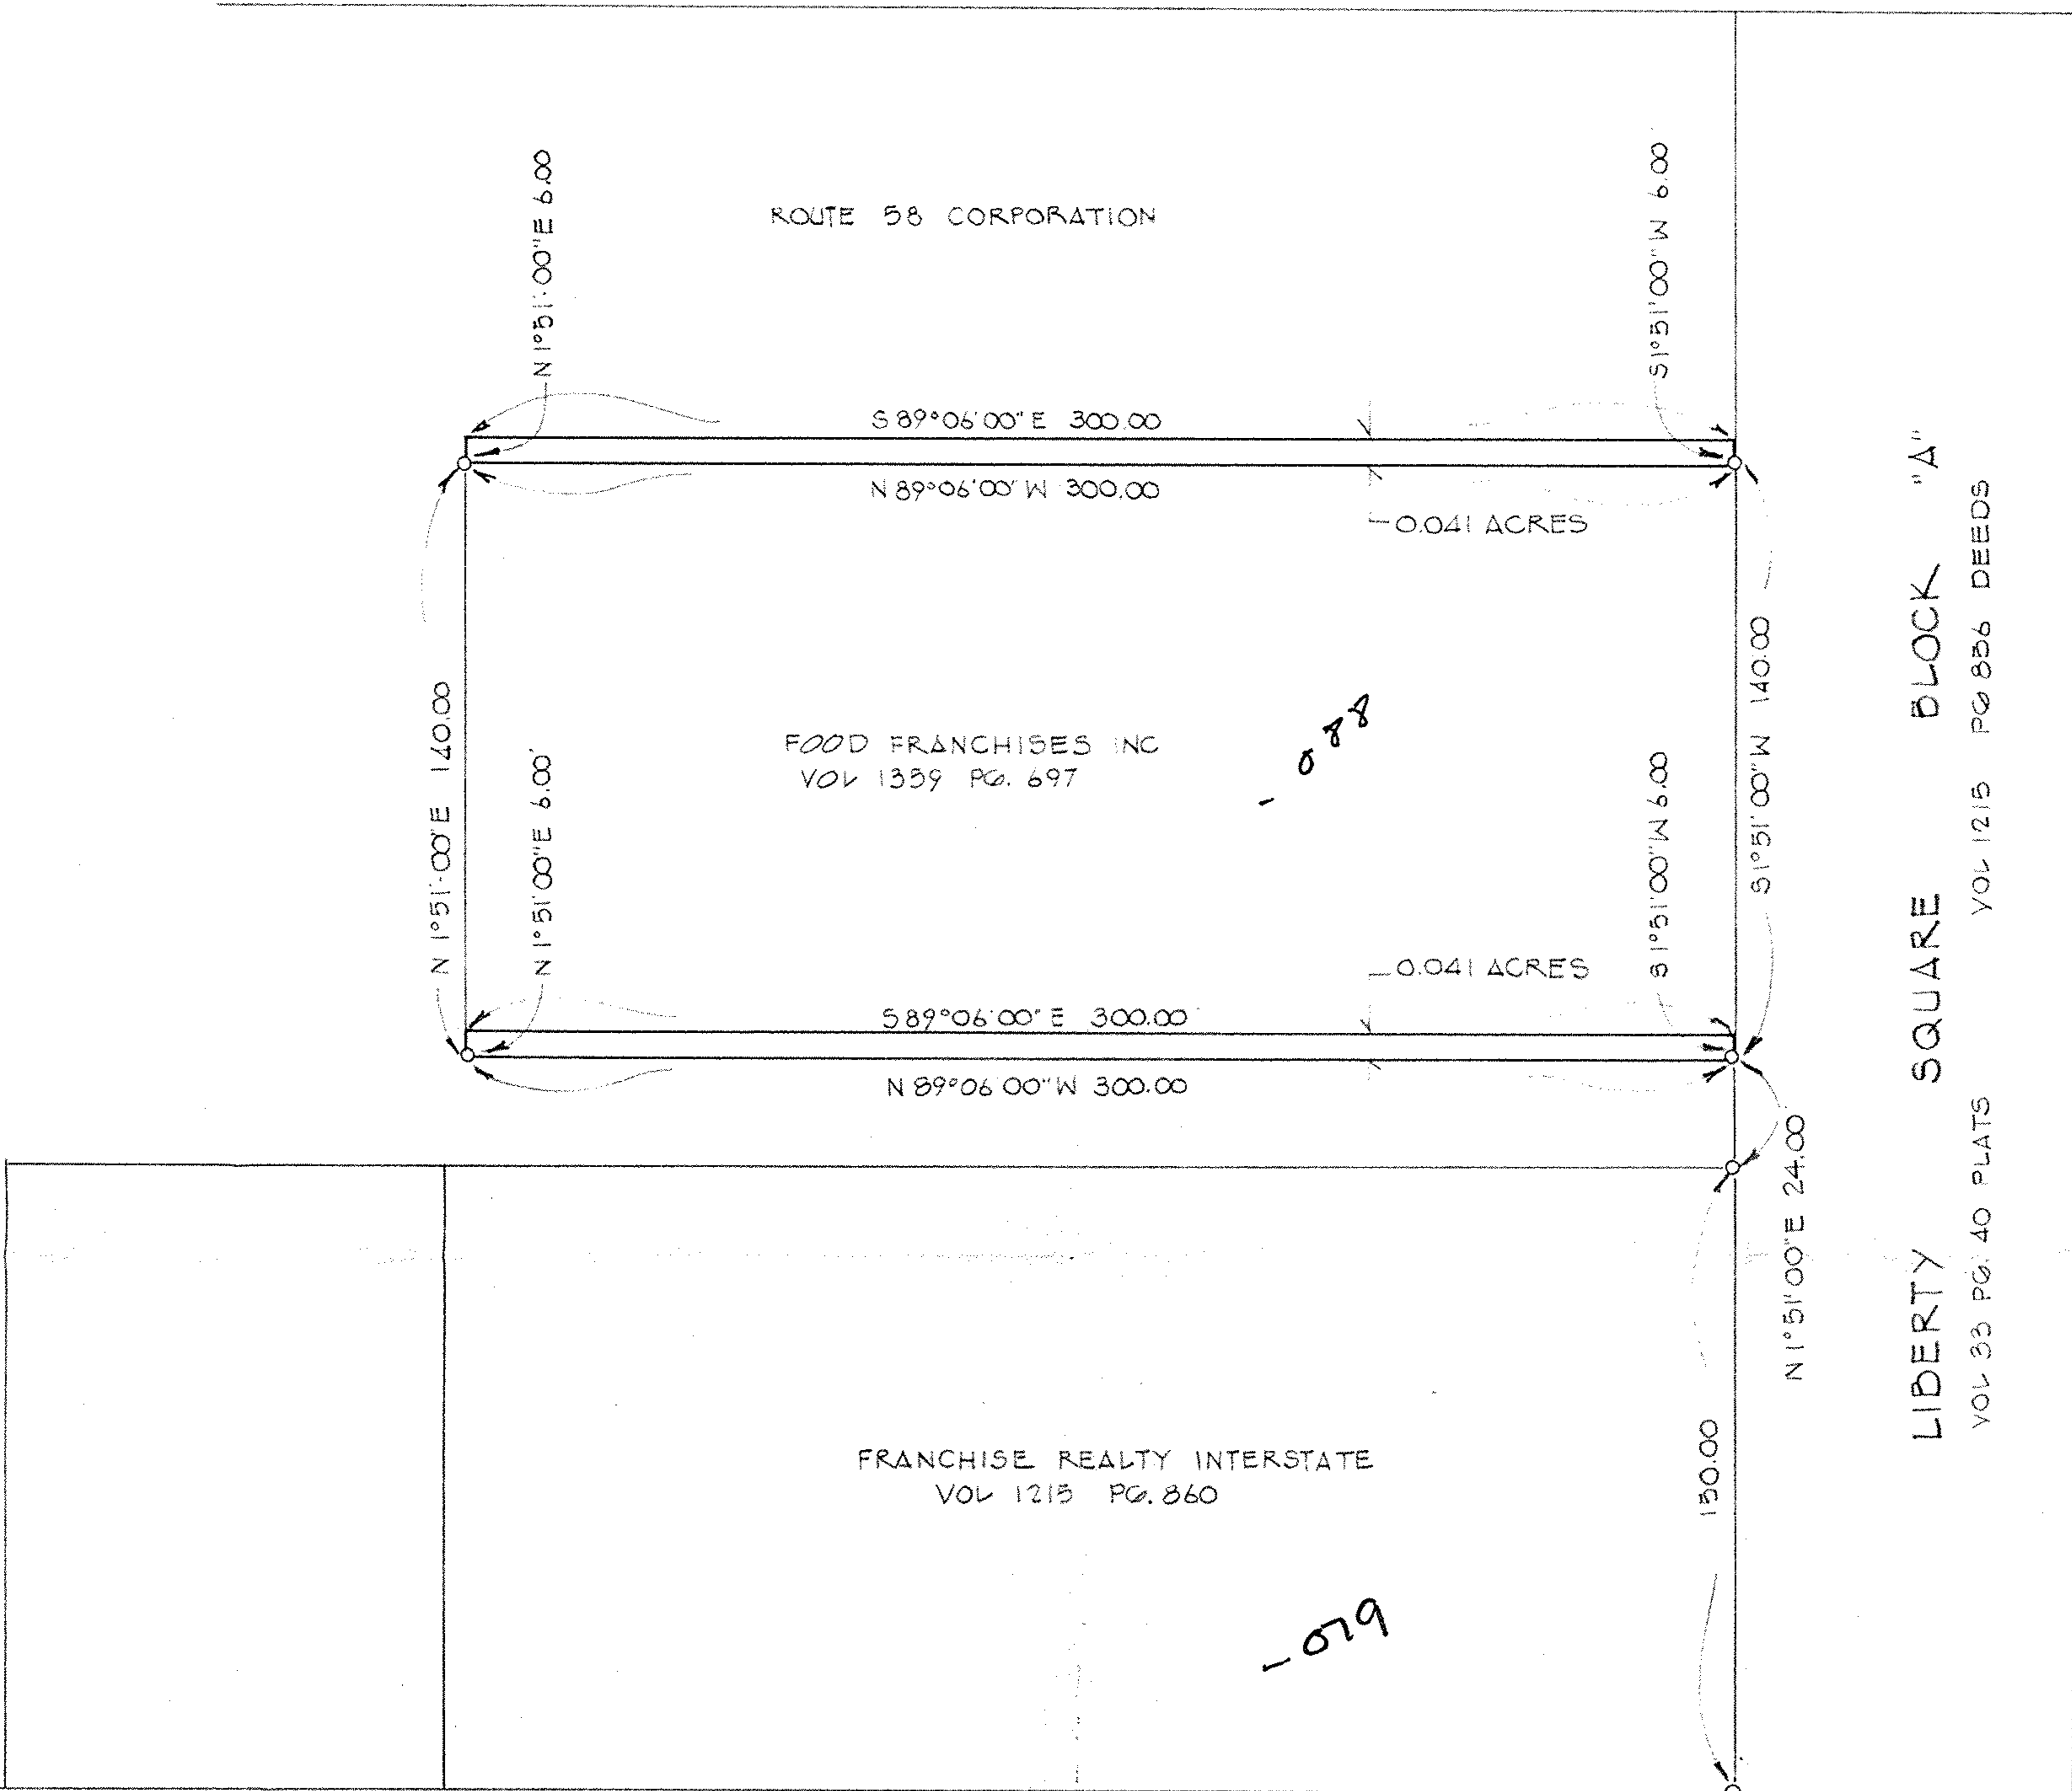 N 1°51'00"E 6.00
ROUTE 58 CORPORATION
S 1°51'00"W 6.00
S 89°06'00" E 300.00
N 89°06'00" W 300.00
0.041 ACRES
N 1°51'00"E 140.00
FOOD FRANCHISES INC
VOL 1359 PG. 697
-088
S 1°51'00"W 140.00
N 1°51'00"E 6.00'
S 1°51'00"W 6.00
0.041 ACRES
S 89°06'00" E 300.00
N 89°06'00"W 300.00
N 1°51'00"E 24.00
FRANCHISE REALTY INTERSTATE
VOL 1215 PG. 860
150.00
-079
LIBERTY SQUARE BLOCK "A"
VOL 33 PG. 40 PLATS VOL 1215 PG 836 DEEDS